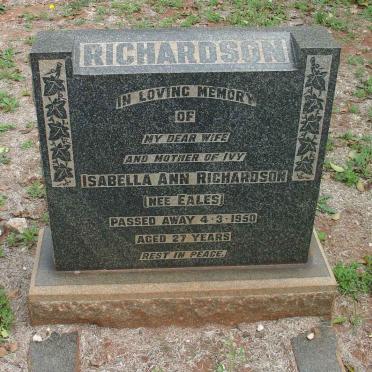 RICHARDSON
IN LOVING MEMORY
OF
MY DEAR WIFE
AND MOTHER OF IVY
ISABELLA ANN RICHARDSON
(NEE EALES)
PASSED AWAY 4-3-1950
AGED 27 YEARS
REST IN PEACE.